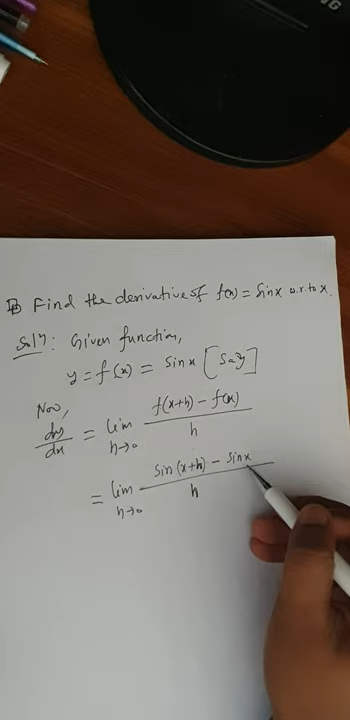 Find the derivative of f(x) = Sinx w.r.to x.
Solⁿ: Given function,
y = f(x) = sinx [Say]
Now,
dy/dx = lim h→0 f(x+h) - f(x) / h
= lim h→0 sin(x+h) - sinx / h